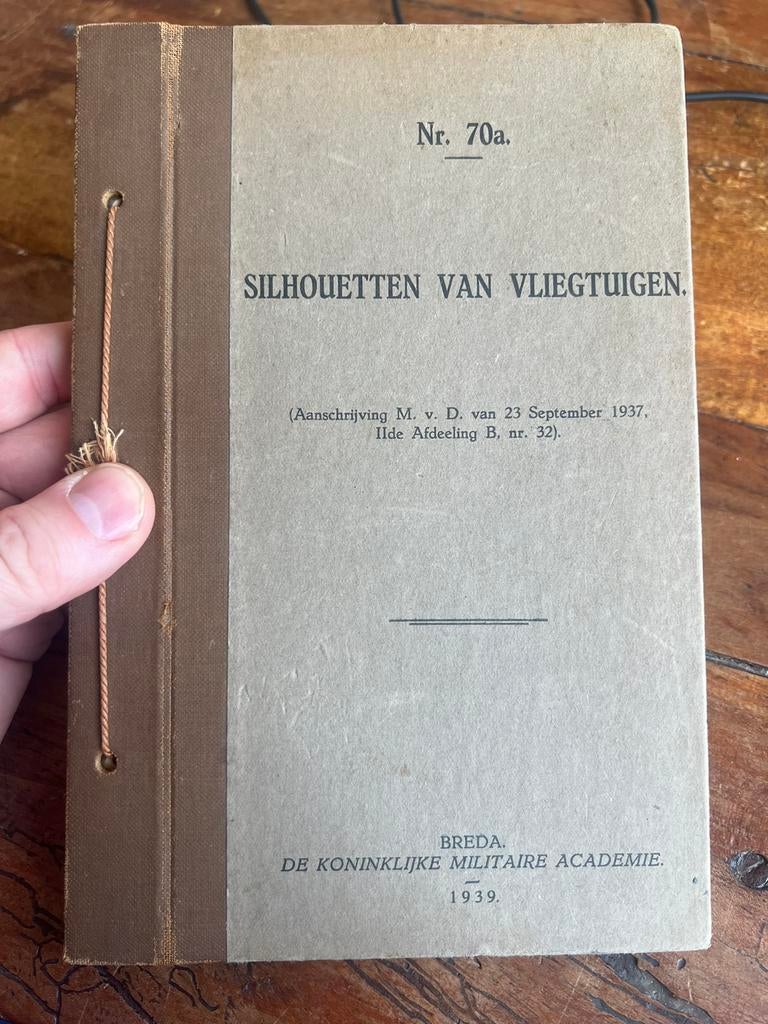 Nr. 70a.
SILHOUETTEN VAN VLIEGTUIGEN.
(Aanschrijving M. v. D. van 23 September 1937,
IIde Afdeeling B, nr. 32).
BREDA.
DE KONINKLIJKE MILITAIRE ACADEMIE.
1939.